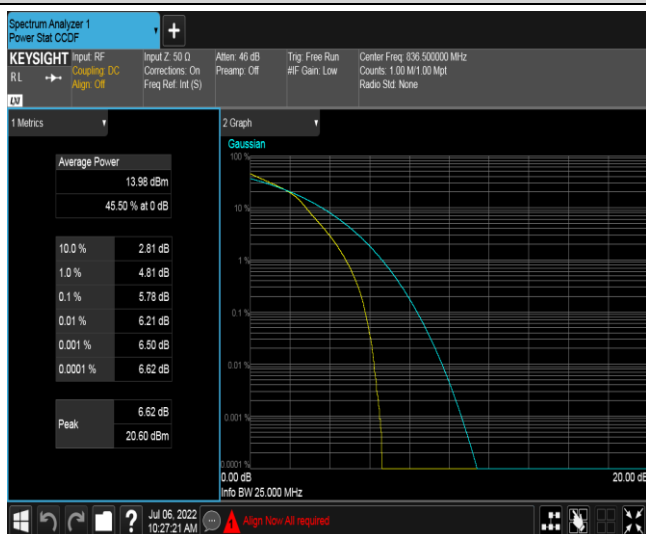 Spectrum Analyzer 1
Power Stat CCDF
+
KEYSIGHT
RL
LXI
Input: RF
Coupling: DC
Align: Off
Input Z: 50 Ω
Corrections: On
Freq Ref: Int (S)
Atten: 46 dB
Preamp: Off
Trig: Free Run
#IF Gain: Low
Center Freq: 836.500000 MHz
Counts: 1.00 M/1.00 Mpt
Radio Std: None
1 Metrics
Average Power
13.98 dBm
45.50 % at 0 dB
10.0 % 2.81 dB
1.0 % 4.81 dB
0.1 % 5.78 dB
0.01 % 6.21 dB
0.001 % 6.50 dB
0.0001 % 6.62 dB
Peak
6.62 dB
20.60 dBm
2 Graph
Gaussian
100 %
10 %
1 %
0.1 %
0.01 %
0.001 %
0.0001 %
0.00 dB 20.00 dB
Info BW 25.000 MHz
?
Jul 06, 2022
10:27:21 AM
Align Now All required